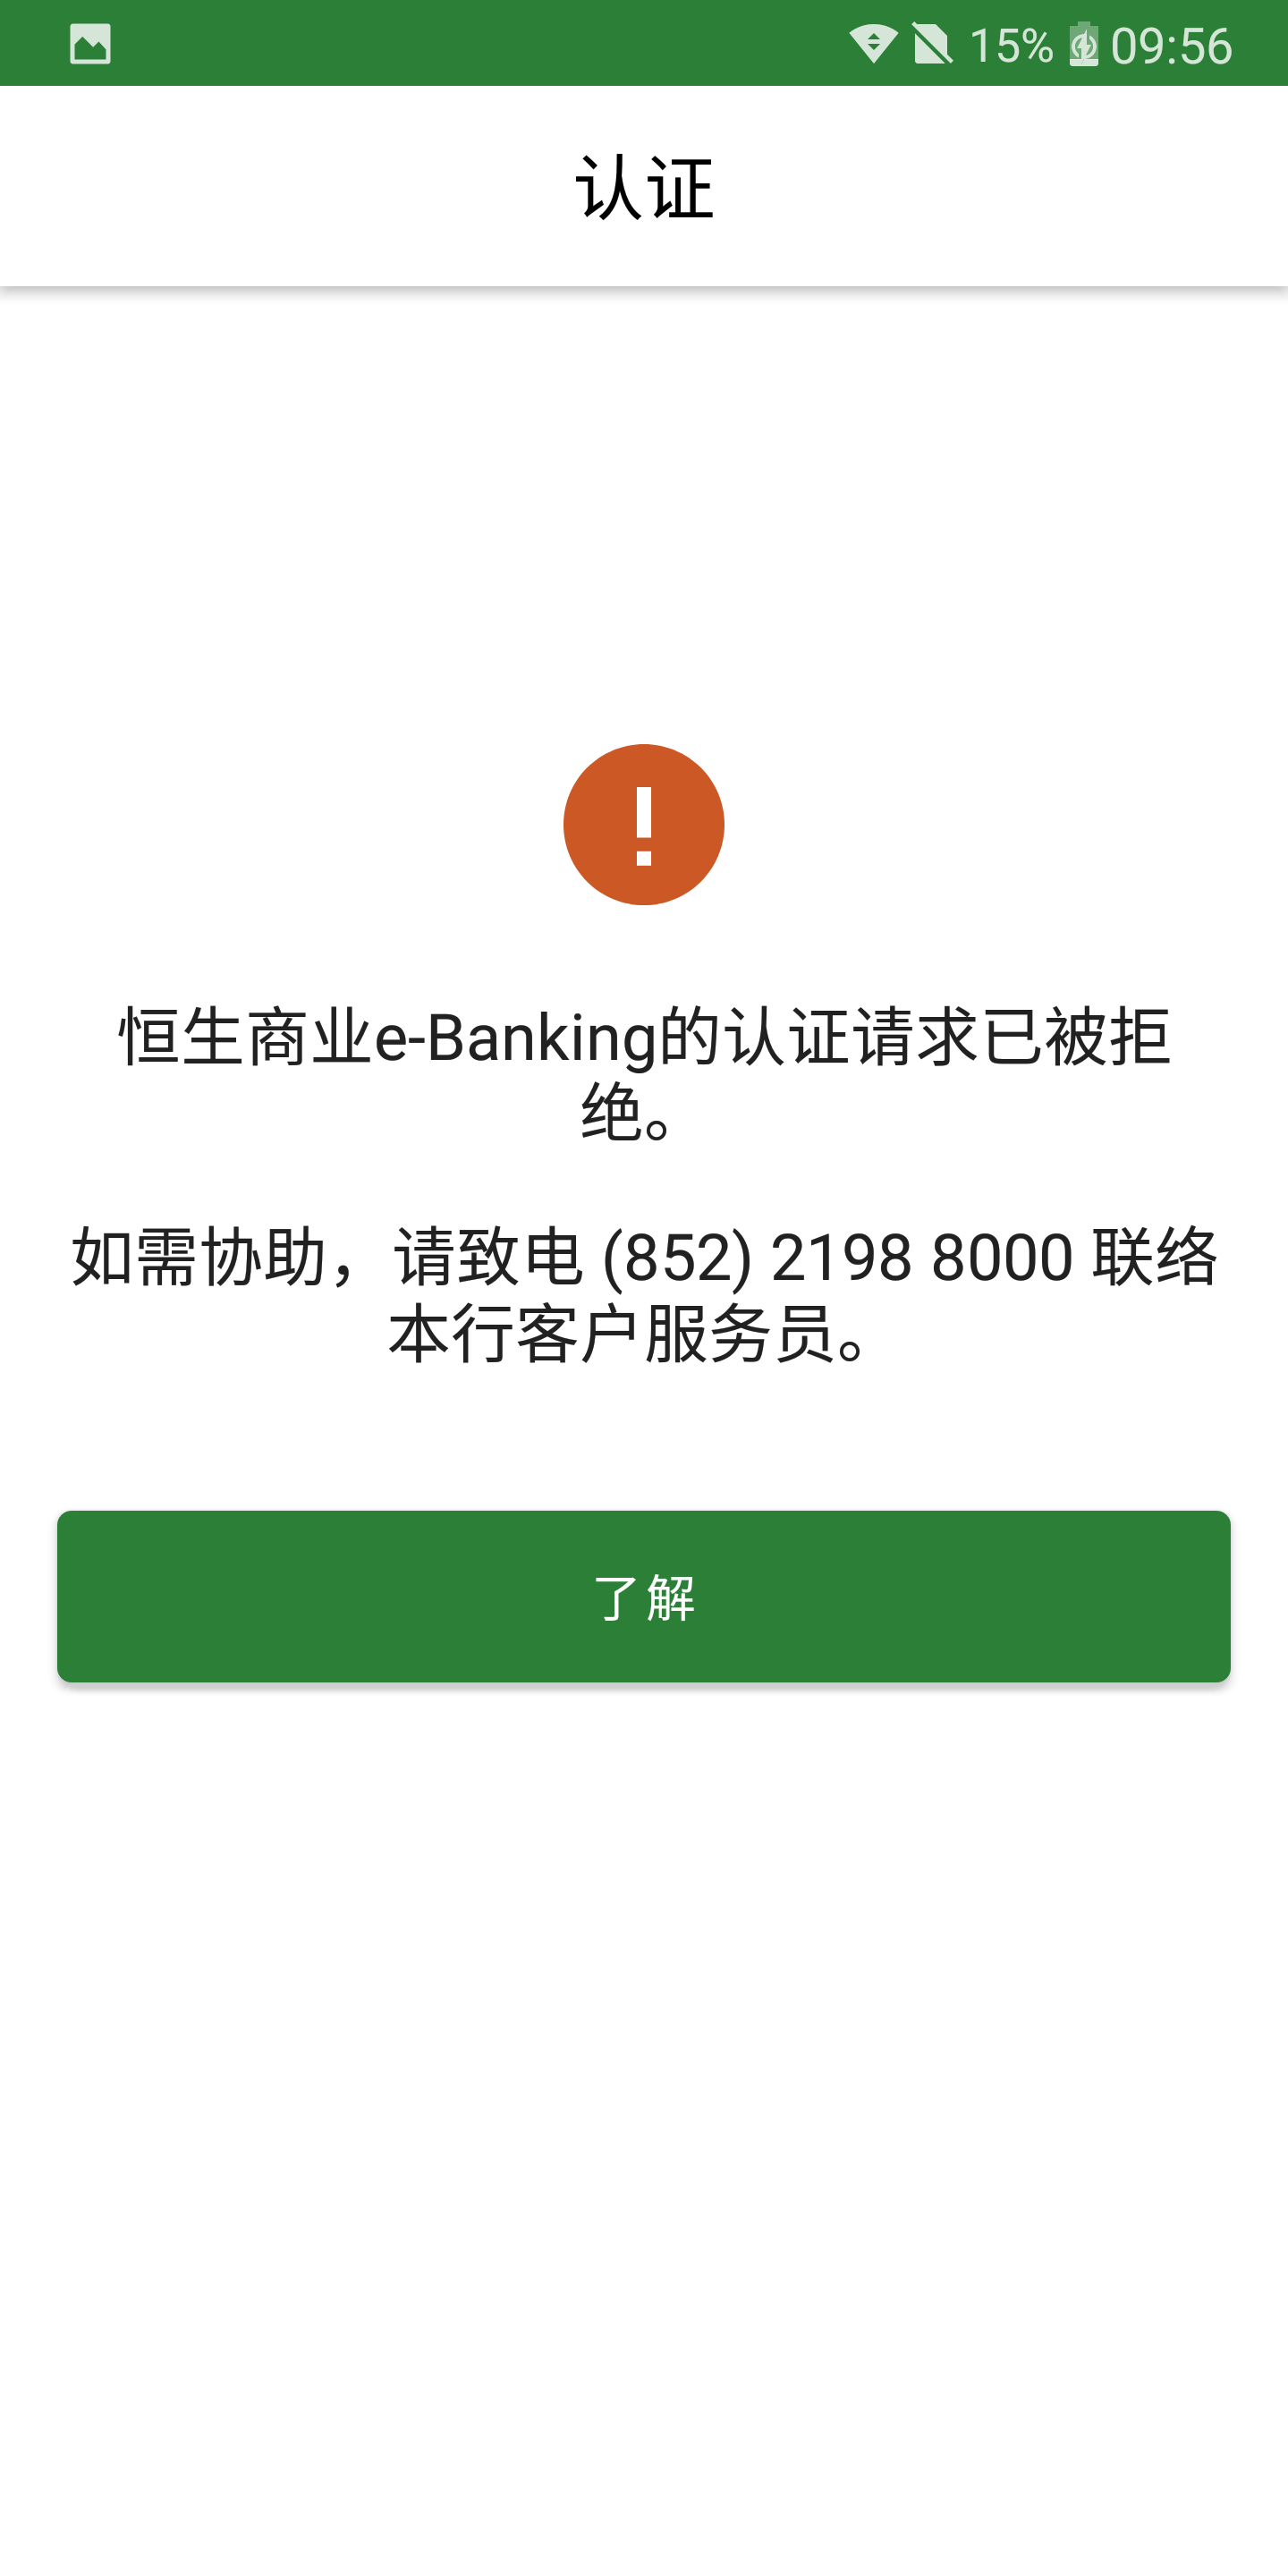 15% 09:56
认证
恒生商业e-Banking的认证请求已被拒
绝。
如需协助，请致电 (852) 2198 8000 联络
本行客户服务员。
了解